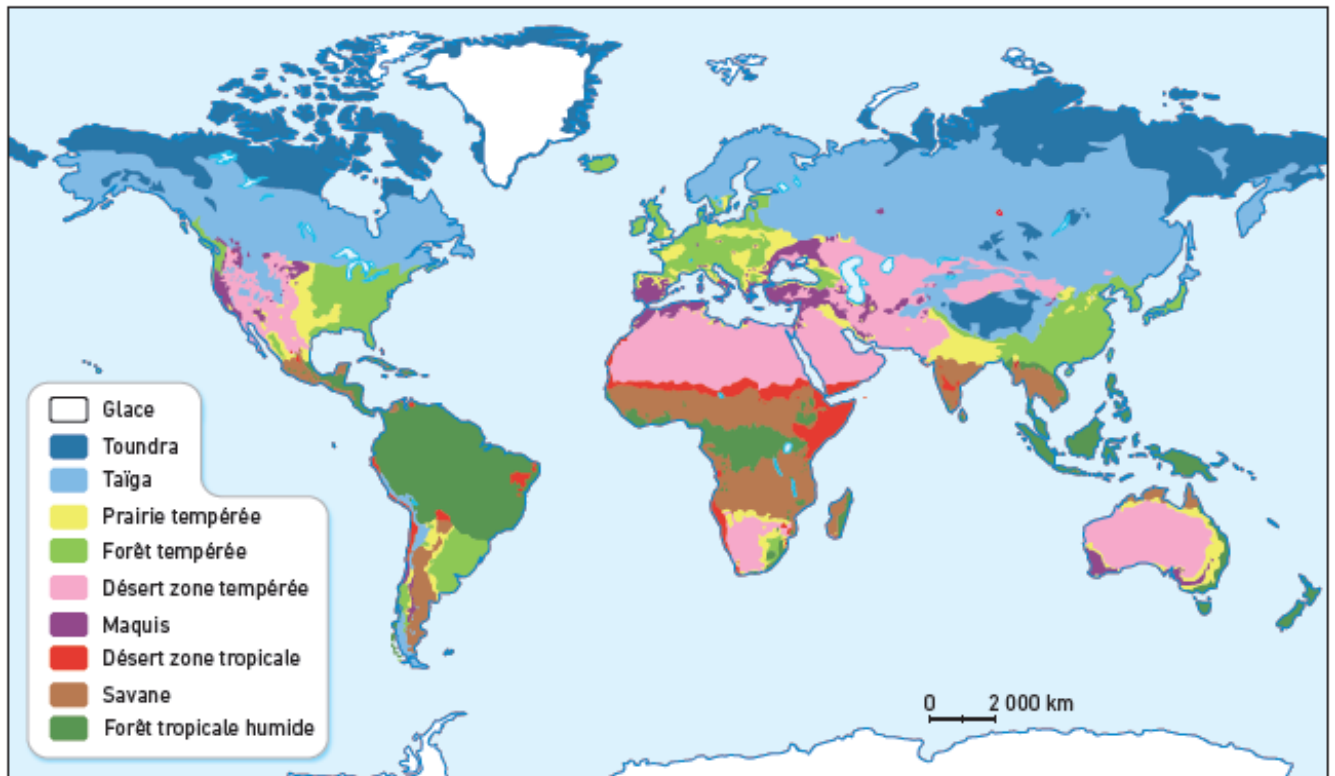 Glace
Toundra
Taïga
Prairie tempérée
Forêt tempérée
Désert zone tempérée
Maquis
Désert zone tropicale
Savane
Forêt tropicale humide
0 2 000 km